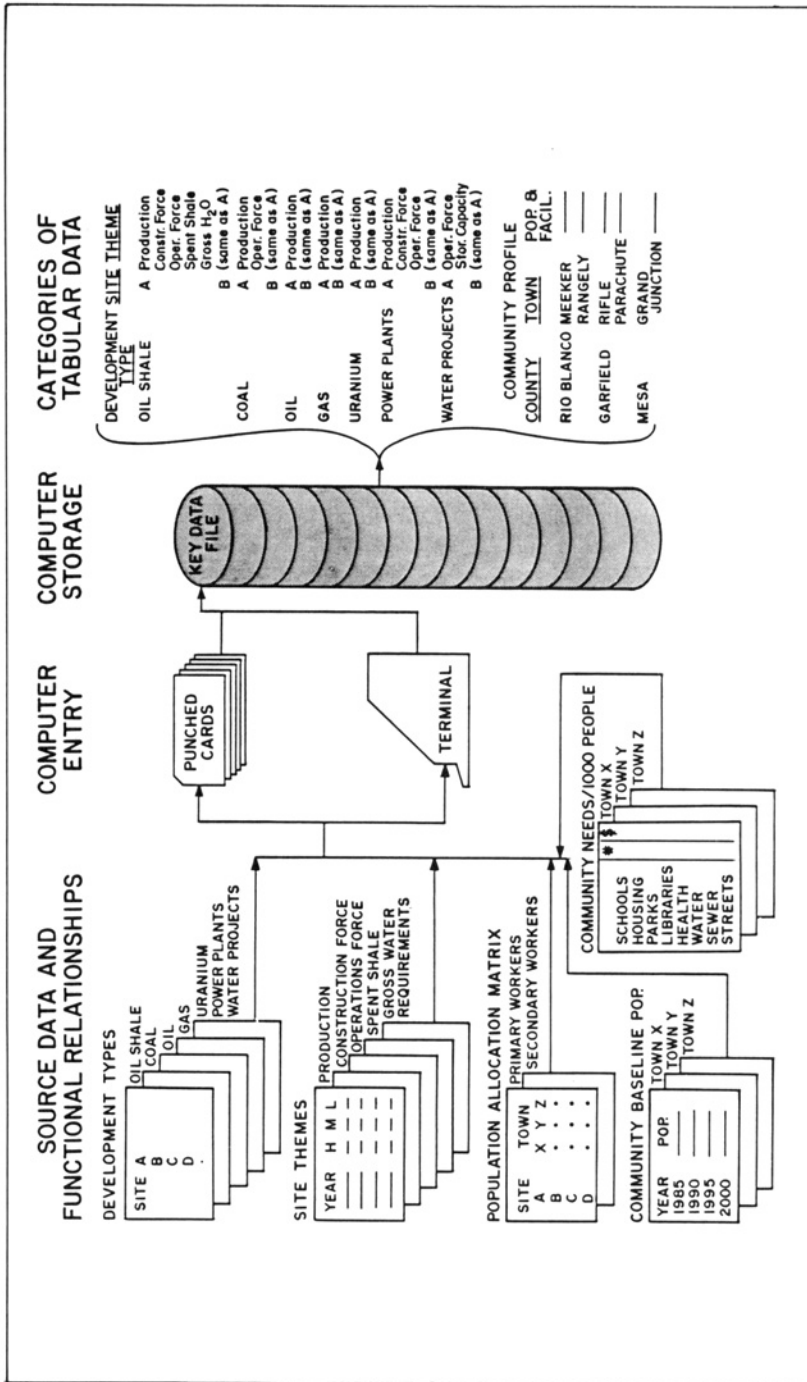 SOURCE DATA AND
FUNCTIONAL RELATIONSHIPS
DEVELOPMENT TYPES
SITE A
B
C
D
.
OIL SHALE
COAL
OIL
GAS
URANIUM
POWER PLANTS
WATER PROJECTS
SITE THEMES
YEAR H M L
PRODUCTION
CONSTRUCTION FORCE
OPERATIONS FORCE
SPENT SHALE
GROSS WATER
REQUIREMENTS
POPULATION ALLOCATION MATRIX
SITE TOWN
A X Y Z
B . . .
C . . .
D . . .
PRIMARY WORKERS
SECONDARY WORKERS
COMMUNITY BASELINE POP.
YEAR POP.
1985
1990
1995
2000
TOWN X
TOWN Y
TOWN Z
COMMUNITY NEEDS/1000 PEOPLE
# $
SCHOOLS
HOUSING
PARKS
LIBRARIES
HEALTH
WATER
SEWER
STREETS
TOWN X
TOWN Y
TOWN Z
COMPUTER
ENTRY
PUNCHED
CARDS
TERMINAL
COMPUTER
STORAGE
KEY DATA
FILE
CATEGORIES OF
TABULAR DATA
DEVELOPMENT SITE THEME
TYPE
OIL SHALE A Production
Constr. Force
Oper. Force
Spent Shale
Gross H2O
B (same as A)
COAL A Production
Oper. Force
B (same as A)
OIL A Production
B (same as A)
GAS A Production
B (same as A)
URANIUM A Production
B (same as A)
POWER PLANTS A Production
Constr. Force
Oper. Force
B (same as A)
WATER PROJECTS A Oper. Force
Stor. Capacity
B (same as A)
COMMUNITY PROFILE
COUNTY TOWN POP. &
FACIL.
RIO BLANCO MEEKER
RANGELY
GARFIELD RIFLE
PARACHUTE
MESA GRAND
JUNCTION